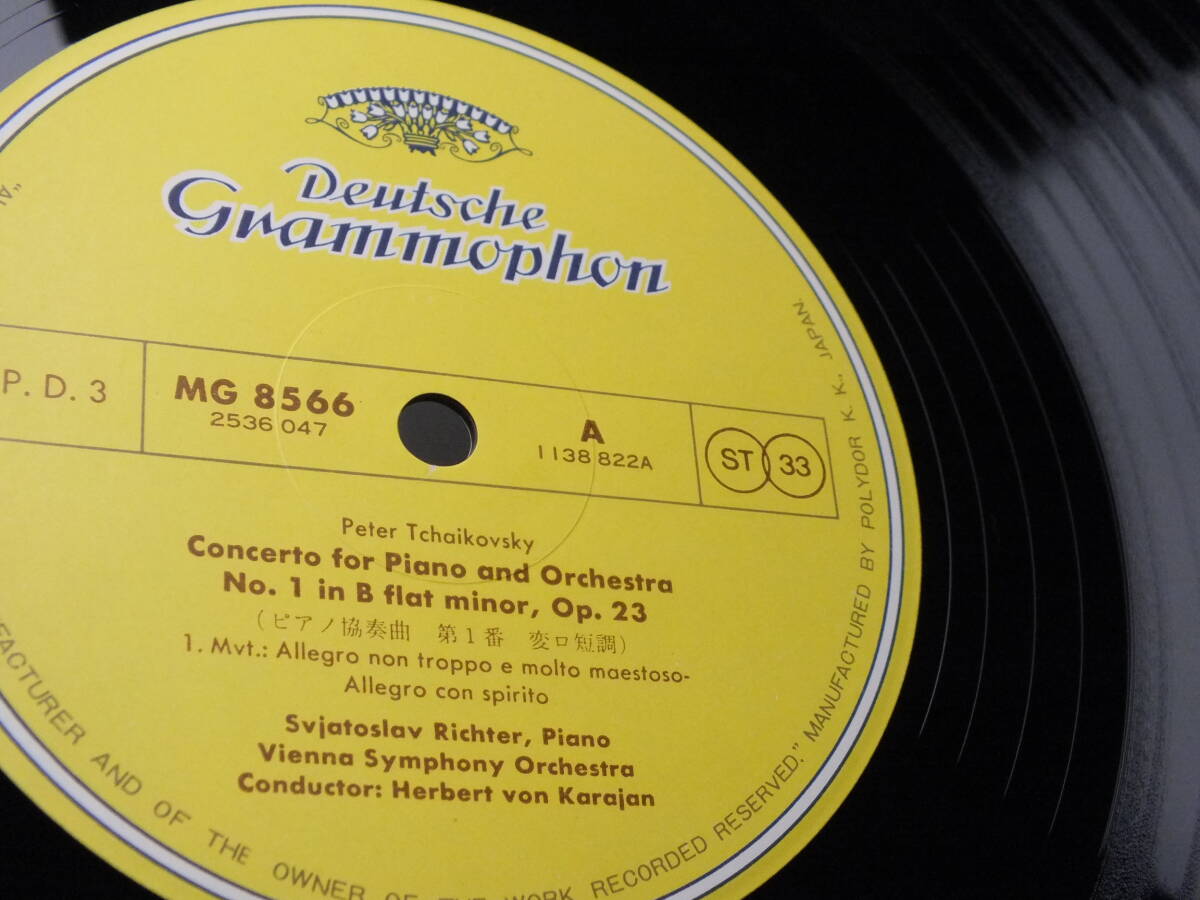 Deutsche
Grammophon
P. D. 3
MG 8566
2536 047
A
1138 822A
ST 33
Peter Tchaikovsky
Concerto for Piano and Orchestra
No. 1 in B flat minor, Op. 23
(ピアノ協奏曲 第1番 変ロ短調)
1. Mvt.: Allegro non troppo e molto maestoso-
Allegro con spirito
Svjatoslav Richter, Piano
Vienna Symphony Orchestra
Conductor: Herbert von Karajan
FACTURER AND OF THE OWNER OF THE WORK RECORDED RESERVED." MANUFACTURED BY POLYDOR K. K., JAPAN.